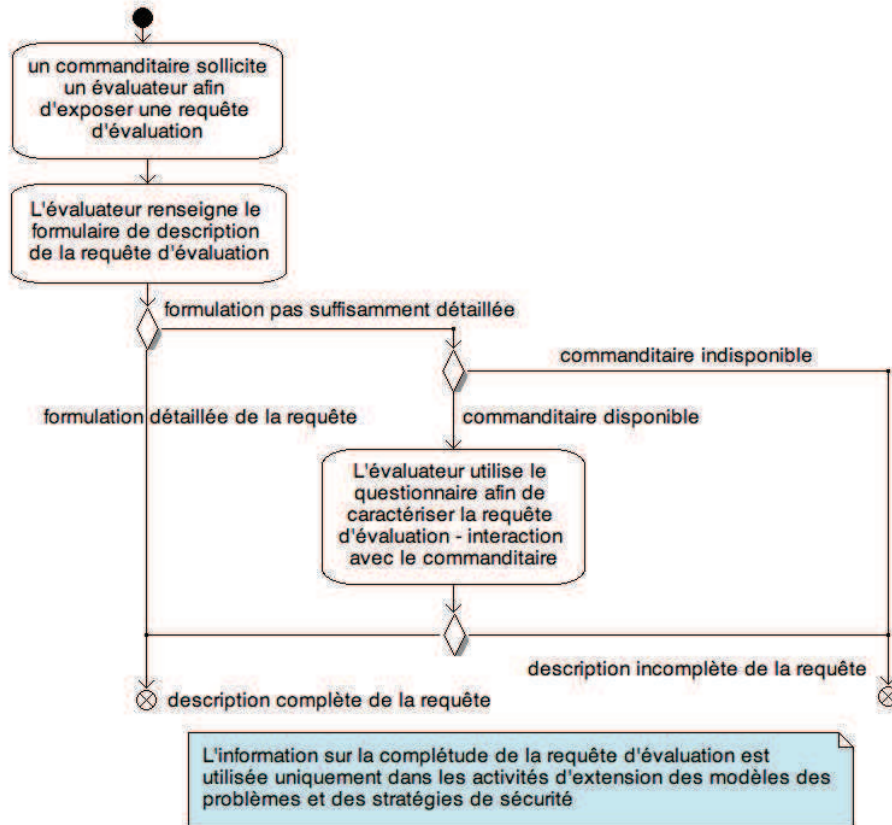 un commanditaire sollicite
un évaluateur afin
d'exposer une requête
d'évaluation
L'évaluateur renseigne le
formulaire de description
de la requête d'évaluation
formulation pas suffisamment détaillée
commanditaire indisponible
formulation détaillée de la requête
commanditaire disponible
L'évaluateur utilise le
questionnaire afin de
caractériser la requête
d'évaluation - interaction
avec le commanditaire
description incomplète de la requête
description complète de la requête
L'information sur la complétude de la requête d'évaluation est
utilisée uniquement dans les activités d'extension des modèles des
problèmes et des stratégies de sécurité